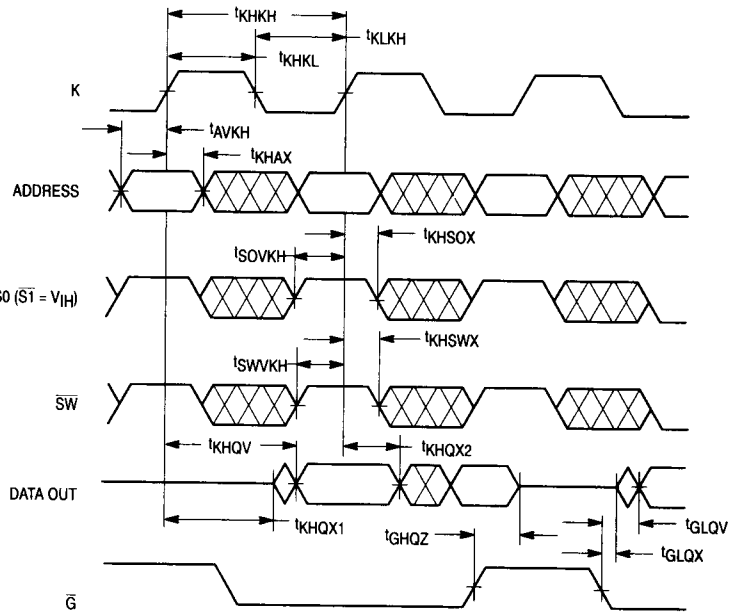 tKHKH
tKLKH
tKHKL
K
tAVKH
tKHAX
ADDRESS
tKHSOX
tSOVKH
S0 (S1 = VIH)
tKHSWX
tSWVKH
SW
tKHQV
tKHQX2
DATA OUT
tKHQX1
tGLQV
tGHQZ
tGLQX
G